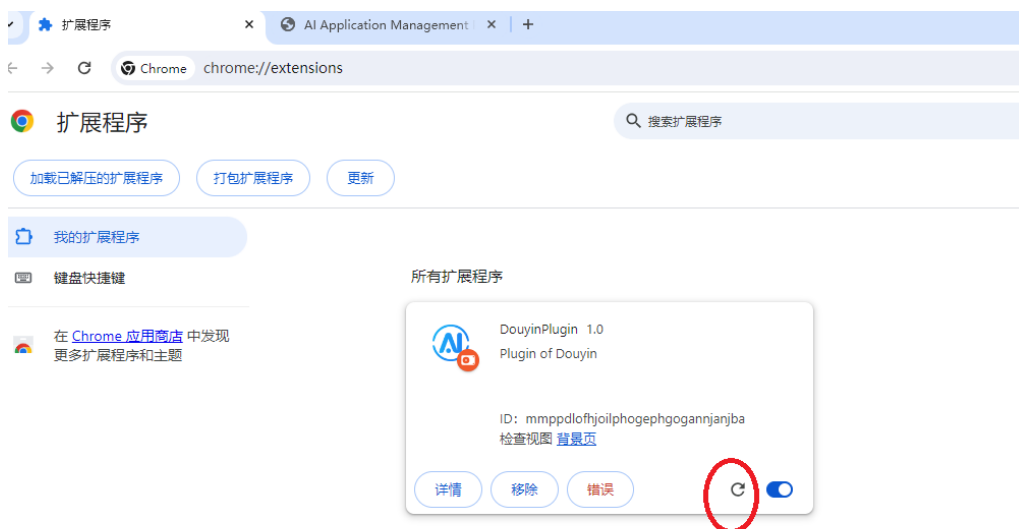 扩展程序
AI Application Management
Chrome chrome://extensions
扩展程序
搜索扩展程序
加载已解压的扩展程序 打包扩展程序 更新
我的扩展程序
键盘快捷键
在 Chrome 应用商店 中发现
更多扩展程序和主题
所有扩展程序
AI
DouyinPlugin 1.0
Plugin of Douyin
ID：mmppdlofhjoilphogephgogannjanjba
检查视图 背景页
详情 移除 错误